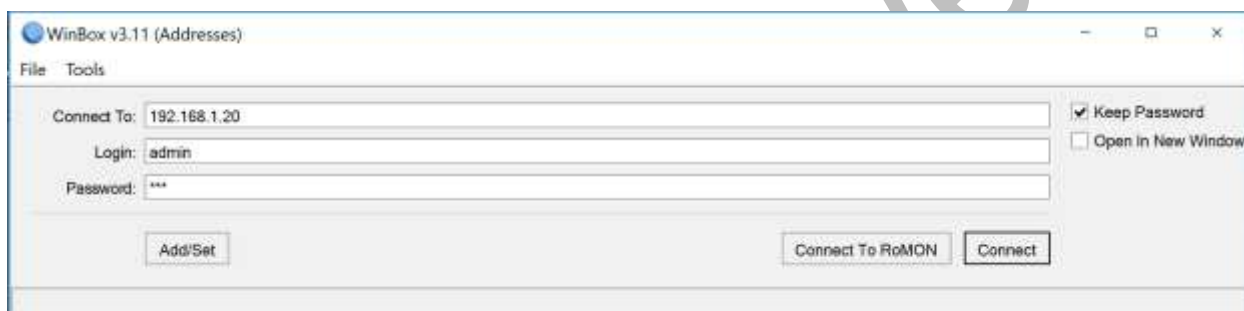 WinBox v3.11 (Addresses)
File Tools
Connect To: 192.168.1.20
Keep Password
Login: admin
Open In New Window
Password: ***
Add/Set
Connect To RoMON
Connect